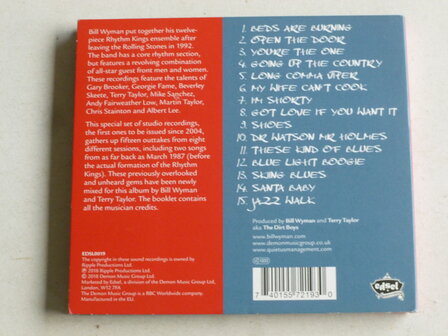 Bill Wyman put together his twelve-
piece Rhythm Kings ensemble after
leaving the Rolling Stones in 1992.
The band has a core rhythm section,
but features a revolving combination
of all-star guest front men and women.
These recordings feature the talents of
Gary Brooker, Georgie Fame, Beverley
Skeete, Terry Taylor, Mike Sanchez,
Andy Fairweather Low, Martin Taylor,
Chris Stainton and Albert Lee.
This special set of studio recordings,
the first ones to be issued since 2004,
gathers up fifteen outtakes from eight
different sessions, including two songs
from as far back as March 1987 (before
the actual formation of the Rhythm
Kings). These previously overlooked
and unheard gems have been newly
mixed for this album by Bill Wyman
and Terry Taylor. The booklet contains
all the musician credits.
EDSL0019
The copyright in these sound recordings is owned by
Ripple Productions Ltd.
℗ 2018 Ripple Productions Ltd.
© 2018 Demon Music Group Ltd.
Marketed by Edsel, a division of Demon Music Group Ltd,
London, W12 7FA
The Demon Music Group is a BBC Worldwide company.
Manufactured in the EU.
1. BEDS ARE BURNING
2. OPEN THE DOOR
3. YOU'RE THE ONE
4. GOING UP THE COUNTRY
5. LONG COMMA VIPER
6. MY WIFE CAN'T COOK
7. I'M SHORTY
8. GOT LOVE IF YOU WANT IT
9. SHOES
10. DR WATSON MR HOLMES
11. THESE KIND OF BLUES
12. BLUE LIGHT BOOGIE
13. SKIING BLUES
14. SANTA BABY
15. JAZZ WALK
Produced by Bill Wyman and Terry Taylor
aka The Dirt Boys
www.billwyman.com
www.demonmusicgroup.co.uk
www.quietusmanagement.com
edsel
7 40155 72193 0